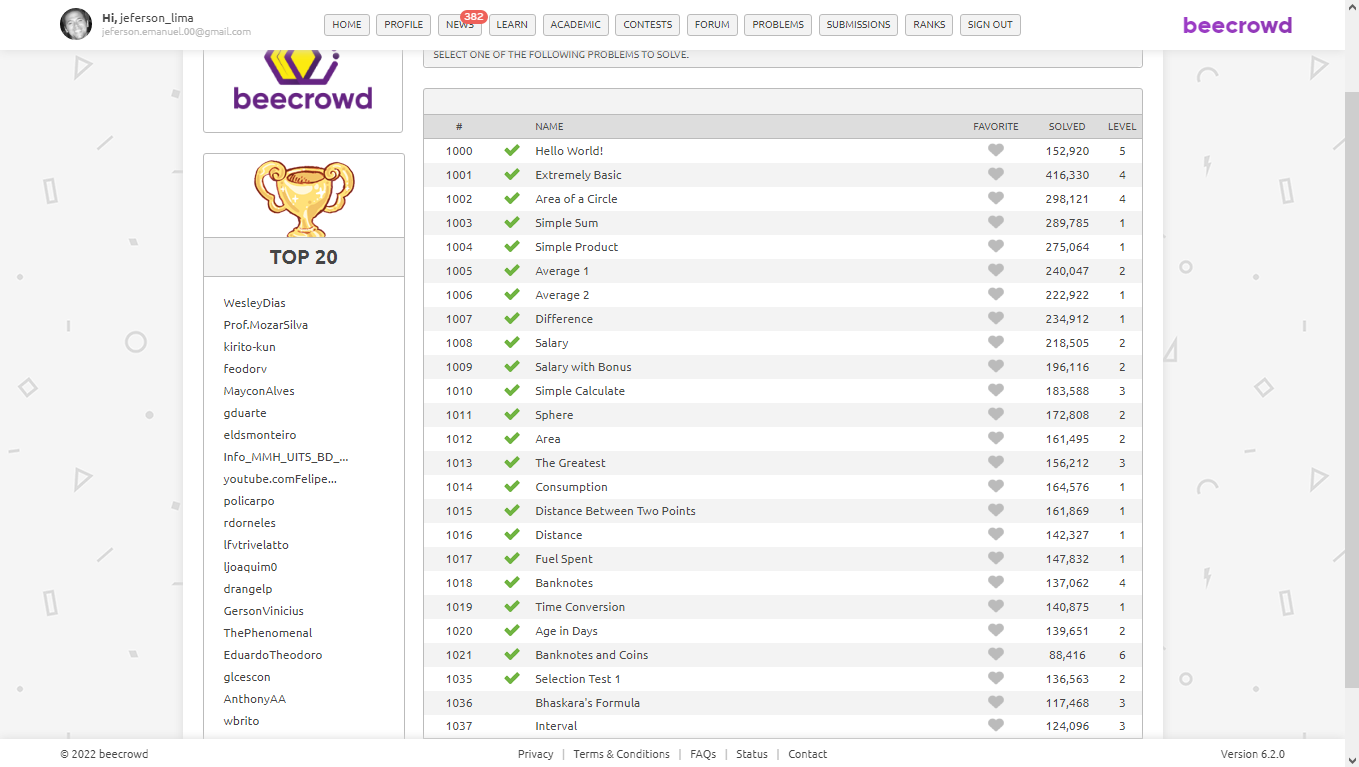 Hi, jeferson_lima
jeferson.emanuel.00@gmail.com
HOME PROFILE NEWS 382 LEARN ACADEMIC CONTESTS FORUM PROBLEMS SUBMISSIONS RANKS SIGN OUT
beecrowd
beecrowd
TOP 20
WesleyDias
Prof.MozarSilva
kirito-kun
feodorv
MayconAlves
gduarte
eldsmonteiro
Info_MMH_UITS_BD_...
youtube.comFelipe...
policarpo
rdorneles
lfvtrivelatto
ljoaquim0
drangelp
GersonVinicius
ThePhenomenal
EduardoTheodoro
glcescon
AnthonyAA
wbrito
SELECT ONE OF THE FOLLOWING PROBLEMS TO SOLVE.
# NAME FAVORITE SOLVED LEVEL
1000 Hello World! 152,920 5
1001 Extremely Basic 416,330 4
1002 Area of a Circle 298,121 4
1003 Simple Sum 289,785 1
1004 Simple Product 275,064 1
1005 Average 1 240,047 2
1006 Average 2 222,922 1
1007 Difference 234,912 1
1008 Salary 218,505 2
1009 Salary with Bonus 196,116 2
1010 Simple Calculate 183,588 3
1011 Sphere 172,808 2
1012 Area 161,495 2
1013 The Greatest 156,212 3
1014 Consumption 164,576 1
1015 Distance Between Two Points 161,869 1
1016 Distance 142,327 1
1017 Fuel Spent 147,832 1
1018 Banknotes 137,062 4
1019 Time Conversion 140,875 1
1020 Age in Days 139,651 2
1021 Banknotes and Coins 88,416 6
1035 Selection Test 1 136,563 2
1036 Bhaskara's Formula 117,468 3
1037 Interval 124,096 3
© 2022 beecrowd
Privacy | Terms & Conditions | FAQs | Status | Contact
Version 6.2.0